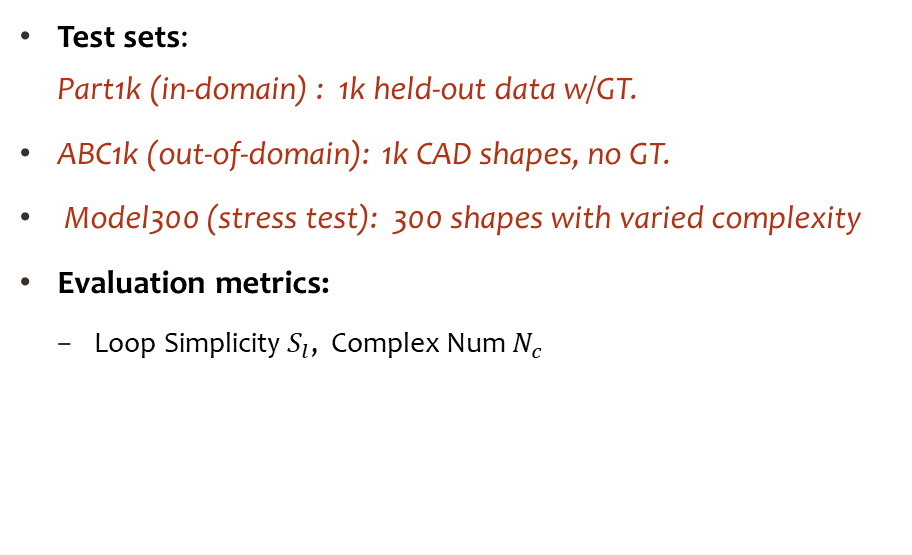 • Test sets:
Part1k (in-domain) : 1k held-out data w/GT.
• ABC1k (out-of-domain): 1k CAD shapes, no GT.
• Model300 (stress test): 300 shapes with varied complexity
• Evaluation metrics:
– Loop Simplicity S_l, Complex Num N_c